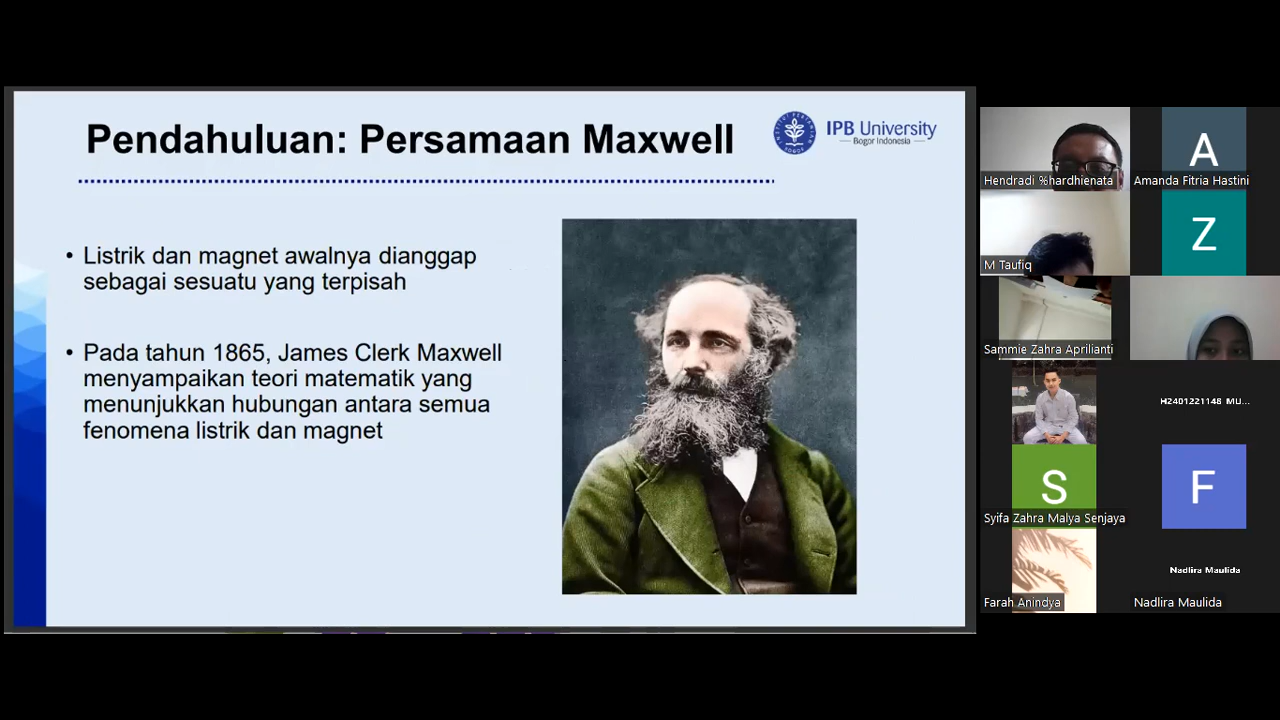 Pendahuluan: Persamaan Maxwell
IPB University
Bogor Indonesia
• Listrik dan magnet awalnya dianggap
sebagai sesuatu yang terpisah
• Pada tahun 1865, James Clerk Maxwell
menyampaikan teori matematik yang
menunjukkan hubungan antara semua
fenomena listrik dan magnet
Hendradi %hardhienata
A
Amanda Fitria Hastini
M Taufiq
Z
Sammie Zahra Aprilianti
H2401221148 MU...
S
Syifa Zahra Malya Senjaya
F
Farah Anindya
Nadlira Maulida
Nadlira Maulida